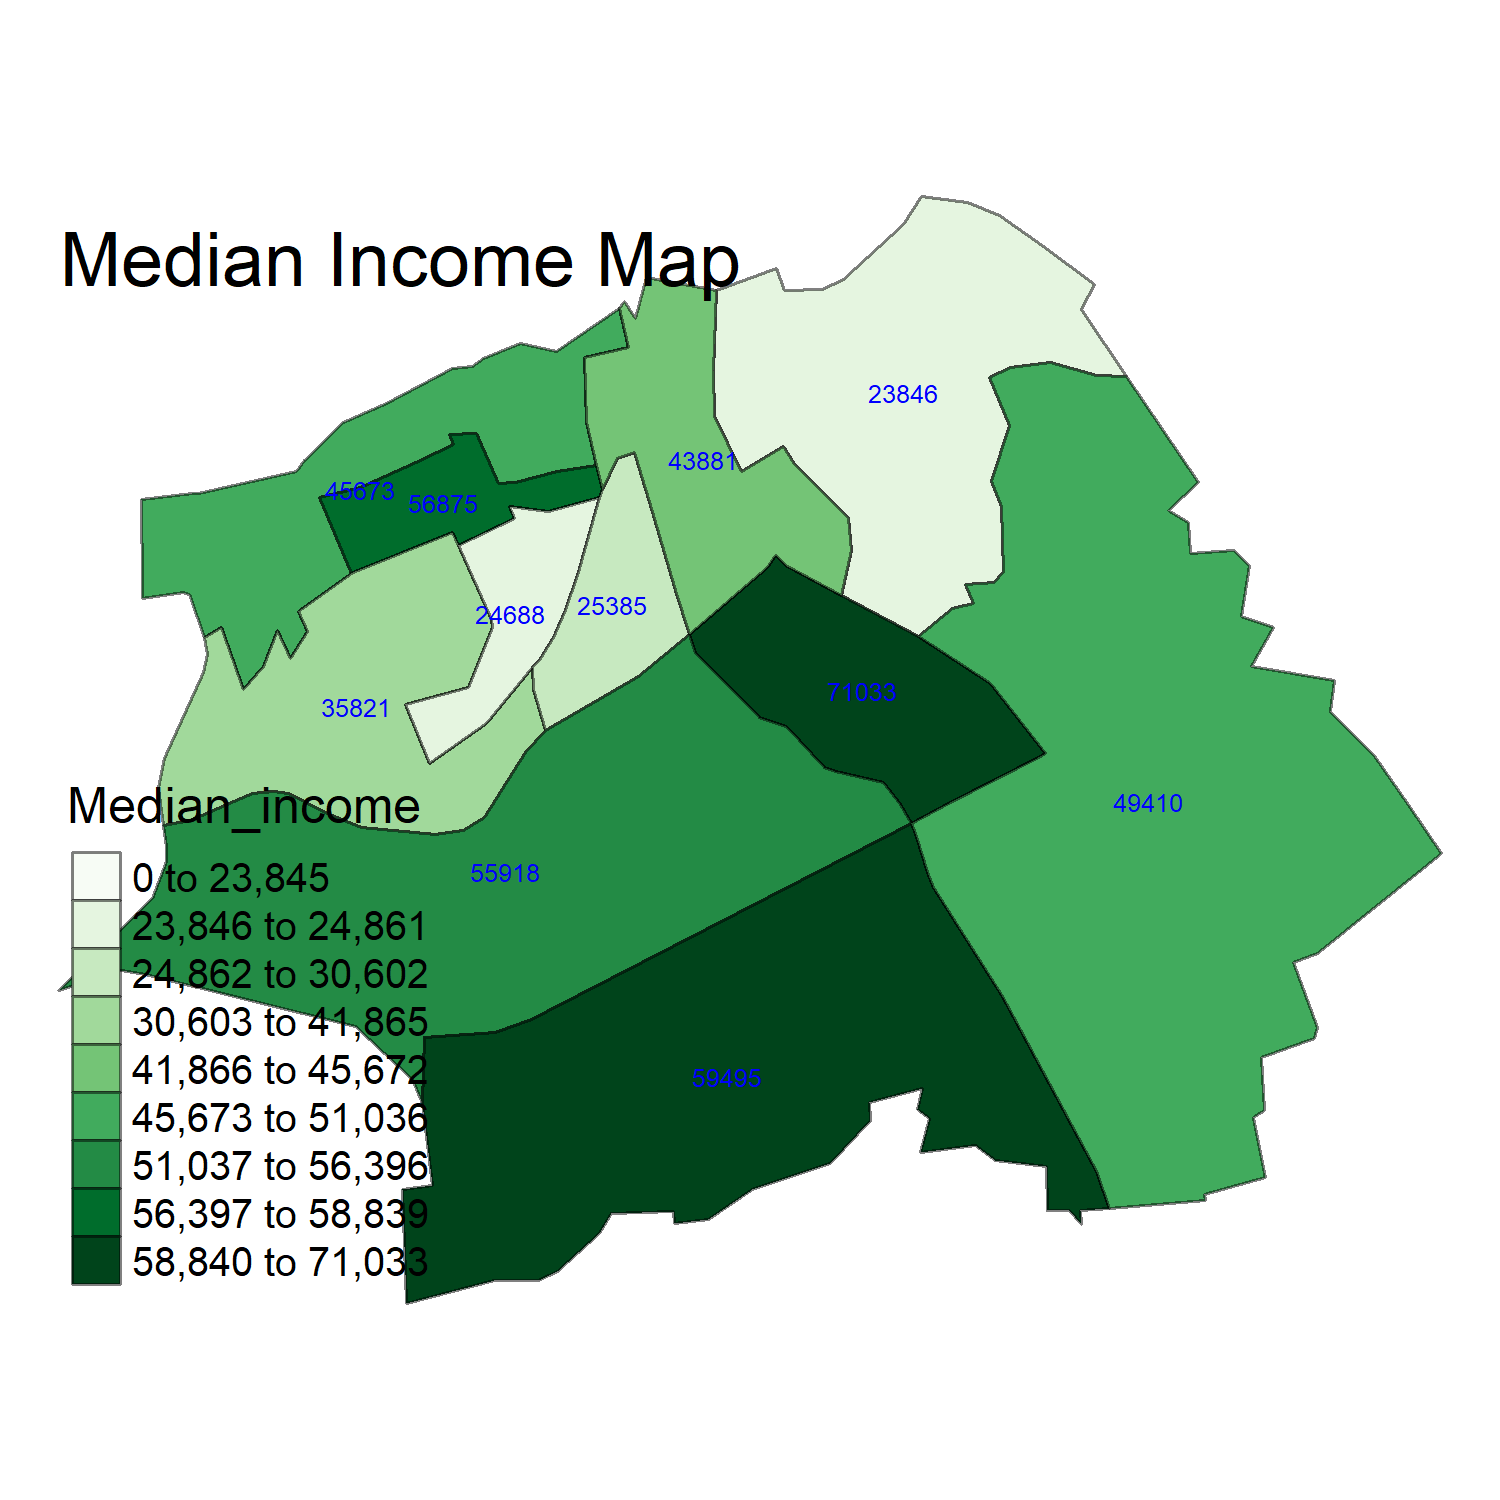 Median Income Map
23846
43881
45673
56875
24688
25385
35821
71033
49410
55918
59495
Median_income
0 to 23,845
23,846 to 24,861
24,862 to 30,602
30,603 to 41,865
41,866 to 45,672
45,673 to 51,036
51,037 to 56,396
56,397 to 58,839
58,840 to 71,033